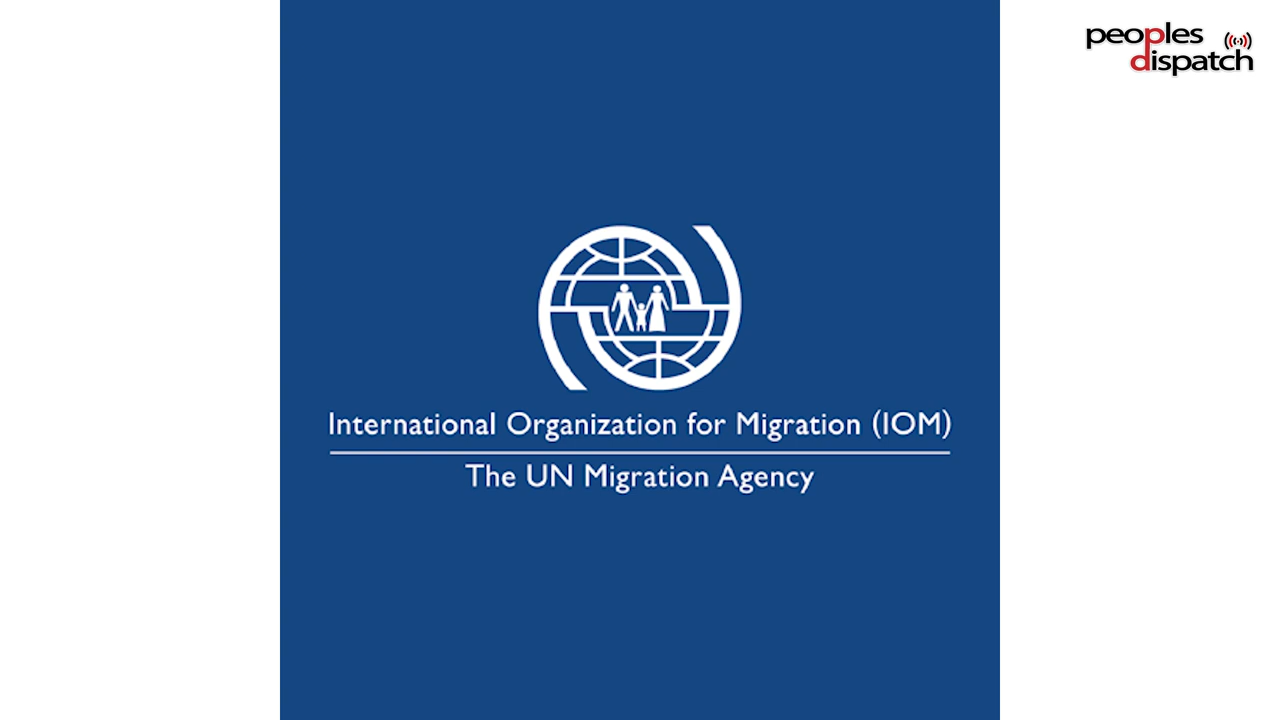 peoples
dispatch
International Organization for Migration (IOM)
The UN Migration Agency